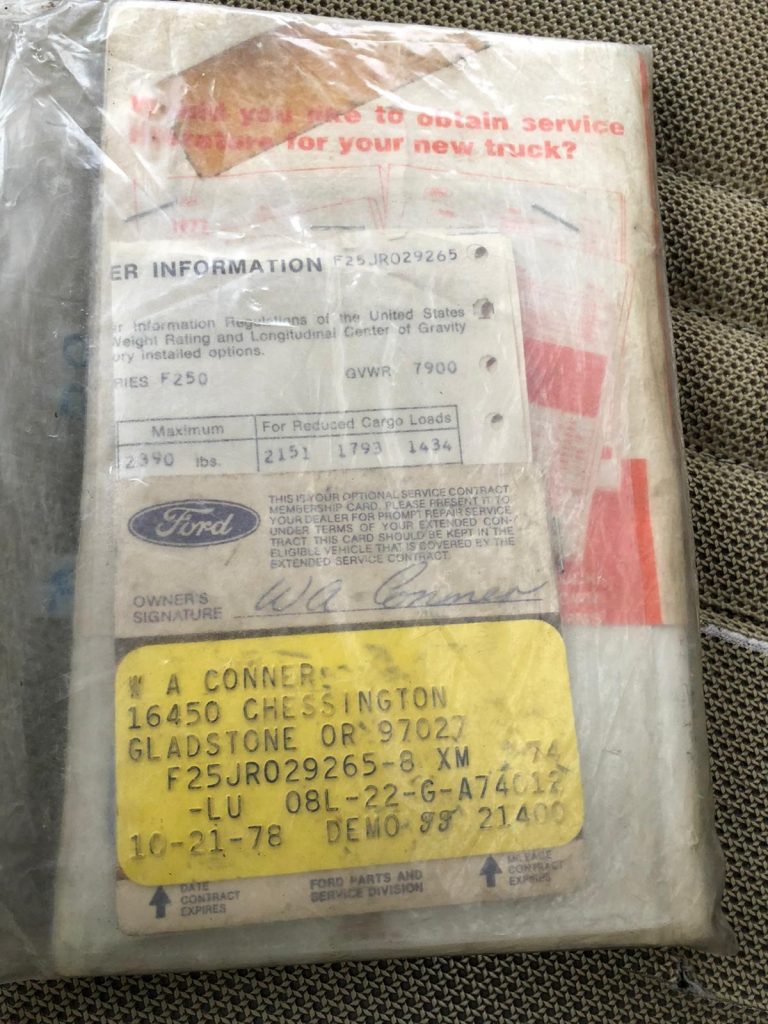 you like to obtain service
literature for your new truck?
1977
ER INFORMATION F25JR029265
er Information Regulations of the United States
Weight Rating and Longitudinal Center of Gravity
ory installed options.
RIES F250 GVWR 7900
Maximum For Reduced Cargo Loads
2390 lbs. 2151 1793 1434
Ford
THIS IS YOUR OPTIONAL SERVICE CONTRACT
MEMBERSHIP CARD. PLEASE PRESENT IT TO
YOUR DEALER FOR PROMPT REPAIR SERVICE
UNDER TERMS OF YOUR EXTENDED CON-
TRACT. THIS CARD SHOULD BE KEPT IN THE
ELIGIBLE VEHICLE THAT IS COVERED BY THE
EXTENDED SERVICE CONTRACT.
OWNER'S
SIGNATURE WA Conner
W A CONNER
16450 CHESSINGTON
GLADSTONE OR 97027
F25JR029265-8 XM 74
-LU 08L-22-G-A74012
10-21-78 DEMO 21400
DATE
CONTRACT
EXPIRES
FORD PARTS AND
SERVICE DIVISION
MILEAGE
CONTRACT
EXPIRES